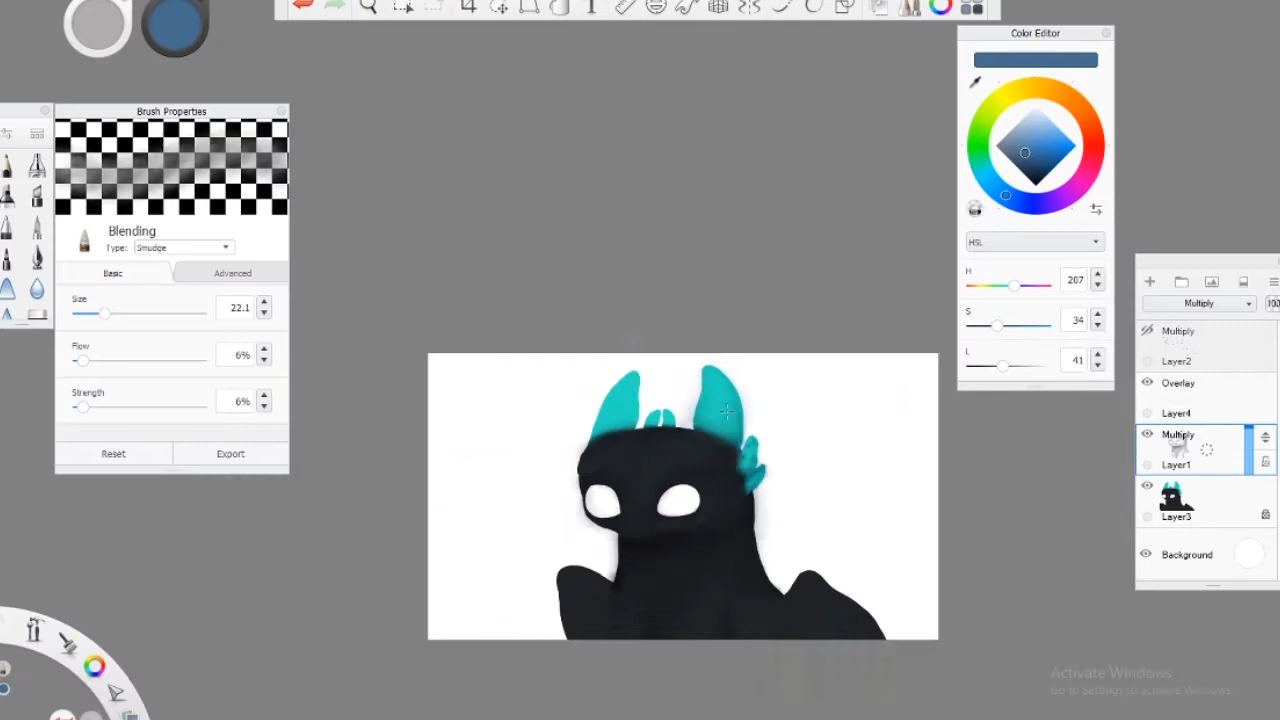 Color Editor
Brush Properties
Blending
Type: Smudge
Basic
Advanced
Size
22.1
Flow
6%
Strength
6%
Reset
Export
HSL
H
207
S
34
L
41
Multiply
100
Multiply
Layer2
Overlay
Layer4
Multiply
Layer1
Layer3
Background
Activate Windows
Go to Settings to activate Windows.